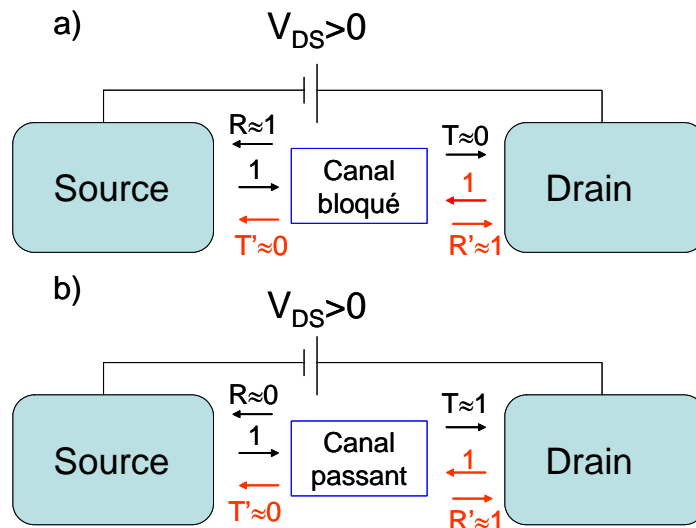 a)
V_DS>0
R≈1
T≈0
Source
1
Canal
bloqué
1
Drain
T'≈0
R'≈1
b)
V_DS>0
R≈0
T≈1
Source
1
Canal
passant
1
Drain
T'≈0
R'≈1